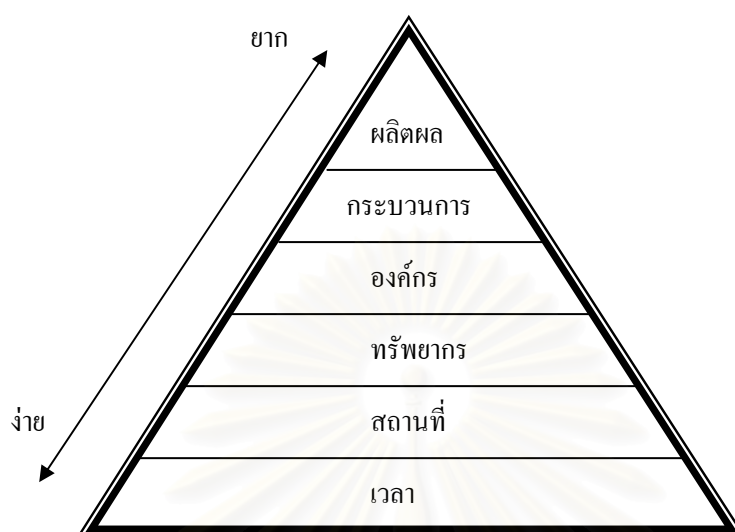 ยาก
ผลิตผล
กระบวนการ
องค์กร
ทรัพยากร
สถานที่
ง่าย
เวลา